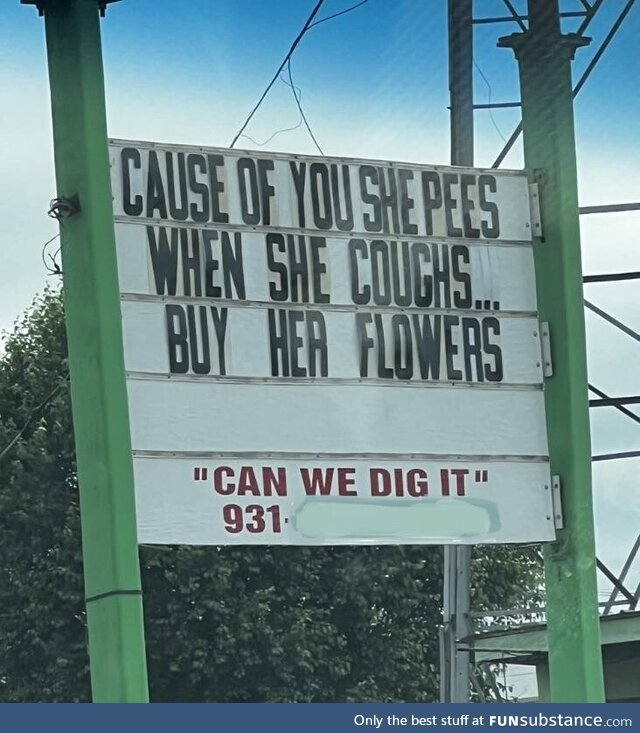 CAUSE OF YOU SHE PEES
WHEN SHE COUGHS...
BUY HER FLOWERS
"CAN WE DIG IT"
931-
Only the best stuff at FUNsubstance.com